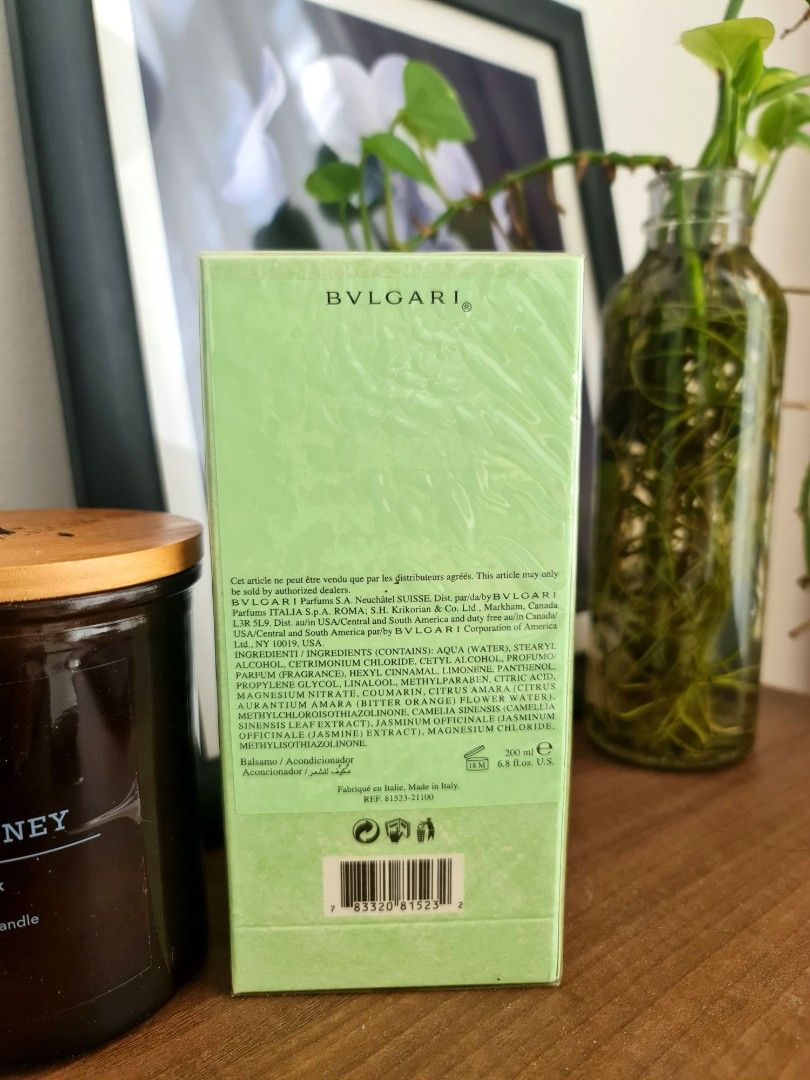 BVLGARI®
Cet article ne peut être vendu que par les distributeurs agréés. This article may only
be sold by authorized dealers.
BVLGARI Parfums S.A. Neuchâtel SUISSE. Dist. par/da/by BVLGARI
Parfums ITALIA S.p.A. ROMA; S.H. Krikorian & Co. Ltd., Markham, Canada
L3R 5L9. Dist. au/in USA/Central and South America and duty free au/in Canada/
USA/Central and South America par/by BVLGARI Corporation of America
Ltd., NY 10019, USA.
INGREDIENTI / INGREDIENTS (CONTAINS): AQUA (WATER), STEARYL
ALCOHOL, CETRIMONIUM CHLORIDE, CETYL ALCOHOL, PROFUMO/
PARFUM (FRAGRANCE), HEXYL CINNAMAL, LIMONENE, PANTHENOL,
PROPYLENE GLYCOL, LINALOOL, METHYLPARABEN, CITRIC ACID,
MAGNESIUM NITRATE, COUMARIN, CITRUS AMARA (CITRUS
AURANTIUM AMARA (BITTER ORANGE) FLOWER WATER),
METHYLCHLOROISOTHIAZOLINONE, CAMELIA SINENSIS (CAMELLIA
SINENSIS LEAF EXTRACT), JASMINUM OFFICINALE (JASMINUM
OFFICINALE (JASMINE) EXTRACT), MAGNESIUM CHLORIDE,
METHYLISOTHIAZOLINONE.
Balsamo / Acondicionador
Acondicionador / مكيّف للشعر
18 M
200 ml ℮
6.8 fl.oz. U.S.
Fabriqué en Italie, Made in Italy.
REF. 81523-21100
7 83320 81523 2
NEY
andle